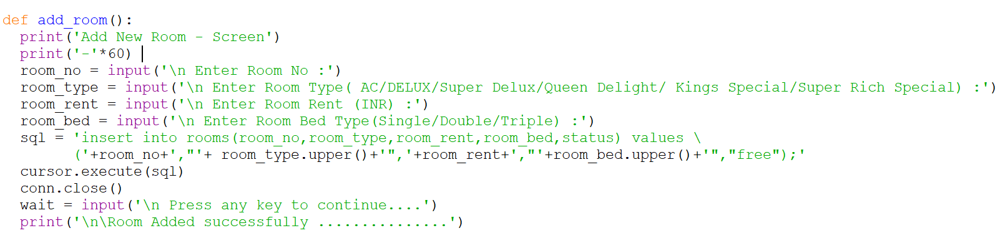 def add_room():
  print('Add New Room - Screen')
  print('-'*60)
  room_no = input('\n Enter Room No :')
  room_type = input('\n Enter Room Type( AC/DELUX/Super Delux/Queen Delight/ Kings Special/Super Rich Special) :')
  room_rent = input('\n Enter Room Rent (INR) :')
  room_bed = input('\n Enter Room Bed Type(Single/Double/Triple) :')
  sql = 'insert into rooms(room_no,room_type,room_rent,room_bed,status) values \
        ('+room_no+',"'+ room_type.upper()+'",'+room_rent+',"'+room_bed.upper()+'","free");'
  cursor.execute(sql)
  conn.close()
  wait = input('\n Press any key to continue....')
  print('\n\Room Added successfully ...............')